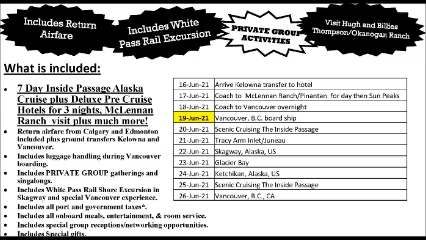 Includes Return
Airfare
Includes White
Pass Rail Excursion
PRIVATE GROUP
ACTIVITIES
Visit Hugh and Billee
Thompson/Okanogan Ranch
What is included:
7 Day Inside Passage Alaska
Cruise plus Deluxe Pre Cruise
Hotels for 3 nights, McLennan
Ranch visit plus much more!
Return airfare from Calgary and Edmonton
included plus ground transfers Kelowna and
Vancouver.
Includes luggage handling during Vancouver
boarding.
Includes PRIVATE GROUP gatherings and
singalongs.
Includes White Pass Rail Shore Excursion in
Skagway and special Vancouver experience.
Includes all port and government taxes*.
Includes all onboard meals, entertainment, & room service.
Includes special group receptions/networking opportunities.
Includes Special gifts.
16-Jun-21 Arrive Kelowna transfer to hotel
17-Jun-21 Coach to McLennan Ranch/Pinantan for day then Sun Peaks
18-Jun-21 Coach to Vancouver overnight
19-Jun-21 Vancouver, B.C. board ship
20-Jun-21 Scenic Cruising The Inside Passage
21-Jun-21 Tracy Arm Inlet/Juneau
22-Jun-21 Skagway, Alaska, US
23-Jun-21 Glacier Bay
24-Jun-21 Ketchikan, Alaska, US
25-Jun-21 Scenic Cruising The Inside Passage
26-Jun-21 Vancouver, B.C., CA